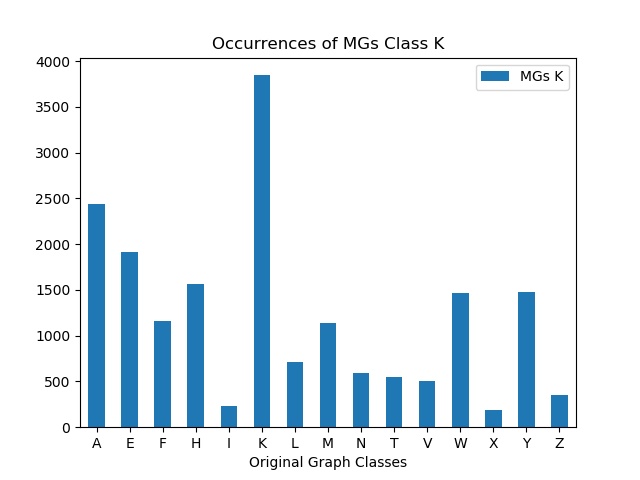 Occurrences of MGs Class K
MGs K
4000
3500
3000
2500
2000
1500
1000
500
0
A E F H I K L M N T V W X Y Z
Original Graph Classes